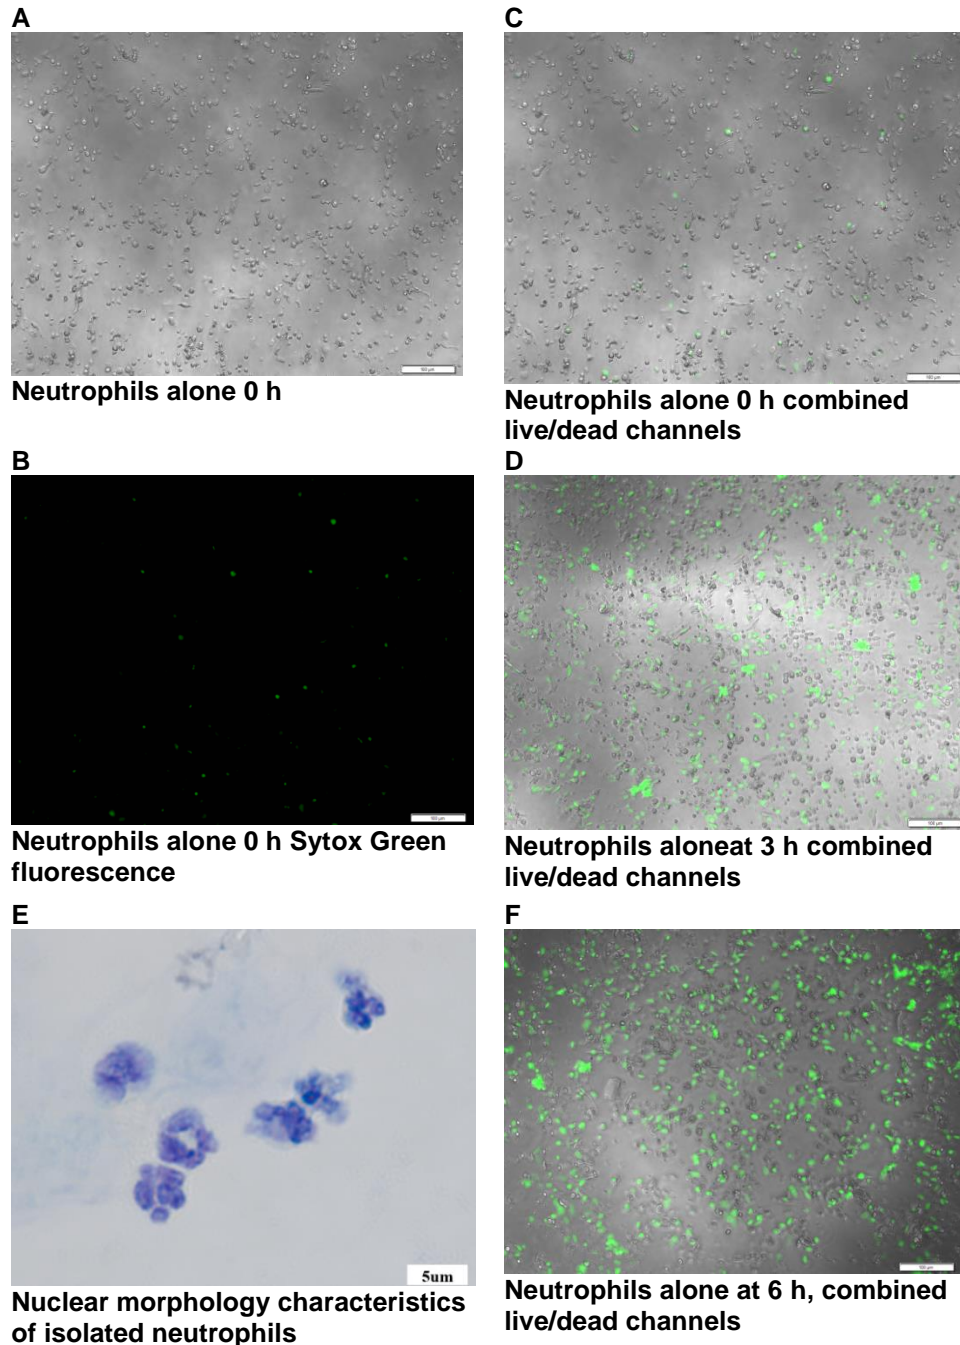 A
Neutrophils alone 0 h
B
Neutrophils alone 0 h Sytox Green
fluorescence
E
5um
Nuclear morphology characteristics
of isolated neutrophils
C
Neutrophils alone 0 h combined
live/dead channels
D
Neutrophils aloneat 3 h combined
live/dead channels
F
Neutrophils alone at 6 h, combined
live/dead channels